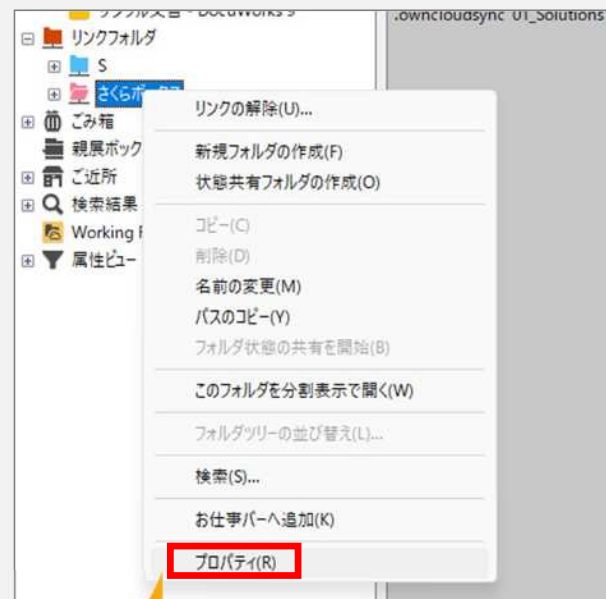 DocuWorks 9
.owncloudsync 01_Solutions
リンクフォルダ
S
さくらボックス
ごみ箱
親展ボック
ご近所
検索結果
Working F
属性ビュー
リンクの解除(U)...
新規フォルダの作成(F)
状態共有フォルダの作成(O)
コピー(C)
削除(D)
名前の変更(M)
パスのコピー(Y)
フォルダ状態の共有を開始(B)
このフォルダを分割表示で開く(W)
フォルダツリーの並び替え(L)...
検索(S)...
お仕事バーへ追加(K)
プロパティ(R)